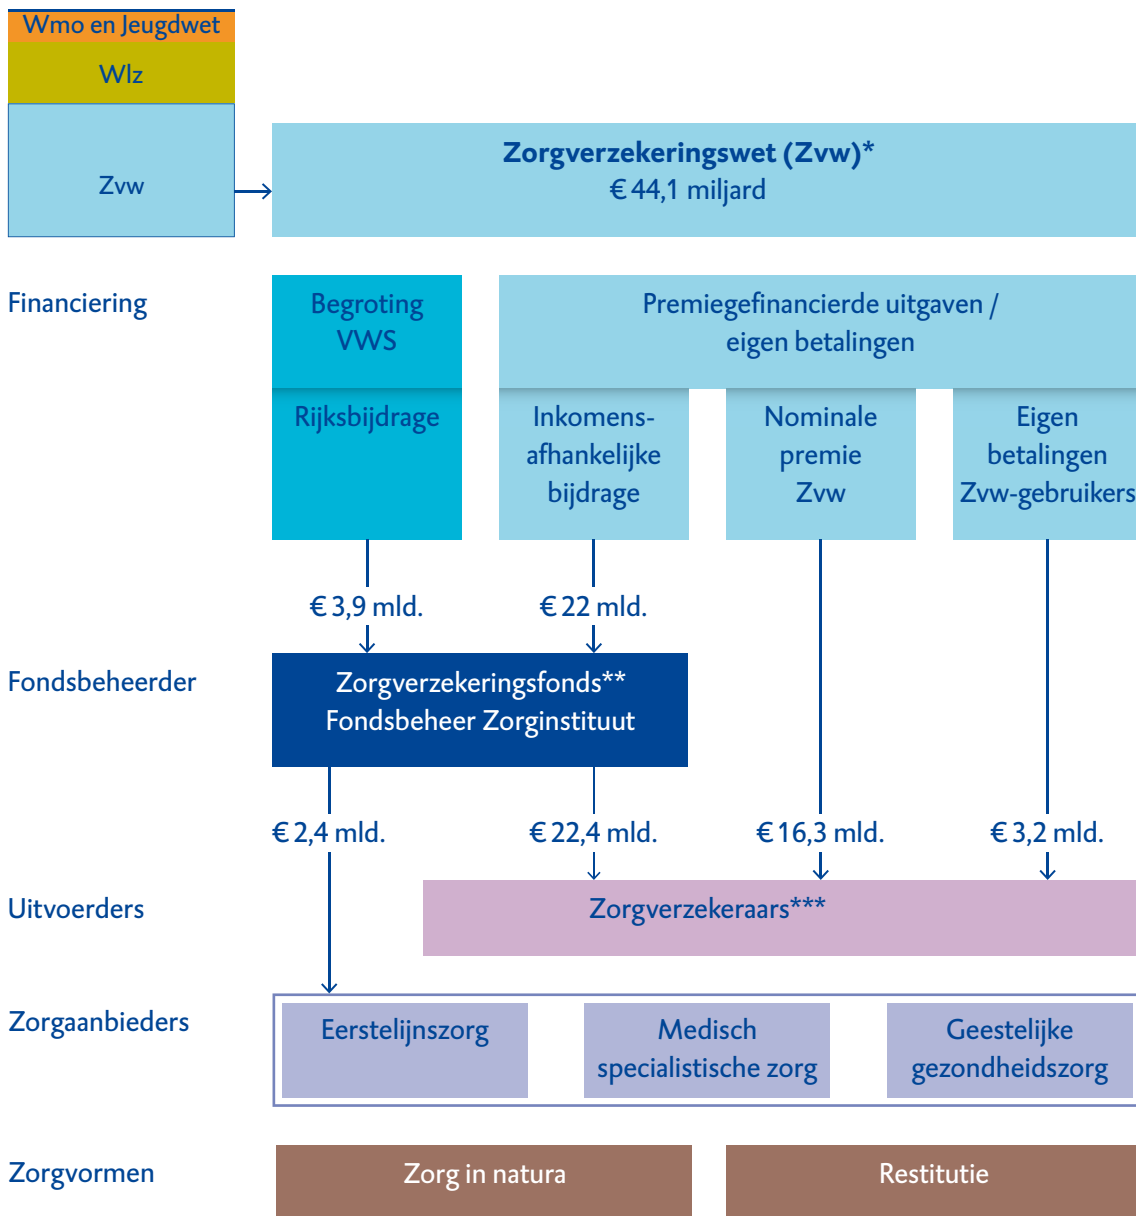 Wmo en Jeugdwet
Wlz
Zvw
Zorgverzekeringswet (Zvw)*
€ 44,1 miljard
Financiering
Begroting
VWS
Premiegefinancierde uitgaven /
eigen betalingen
Rijksbijdrage
Inkomens-
afhankelijke
bijdrage
Nominale
premie
Zvw
Eigen
betalingen
Zvw-gebruikers
€ 3,9 mld.
€ 22 mld.
Fondsbeheerder
Zorgverzekeringsfonds**
Fondsbeheer Zorginstituut
€ 2,4 mld.
€ 22,4 mld.
€ 16,3 mld.
€ 3,2 mld.
Uitvoerders
Zorgverzekeraars***
Zorgaanbieders
Eerstelijnszorg
Medisch
specialistische zorg
Geestelijke
gezondheidszorg
Zorgvormen
Zorg in natura
Restitutie